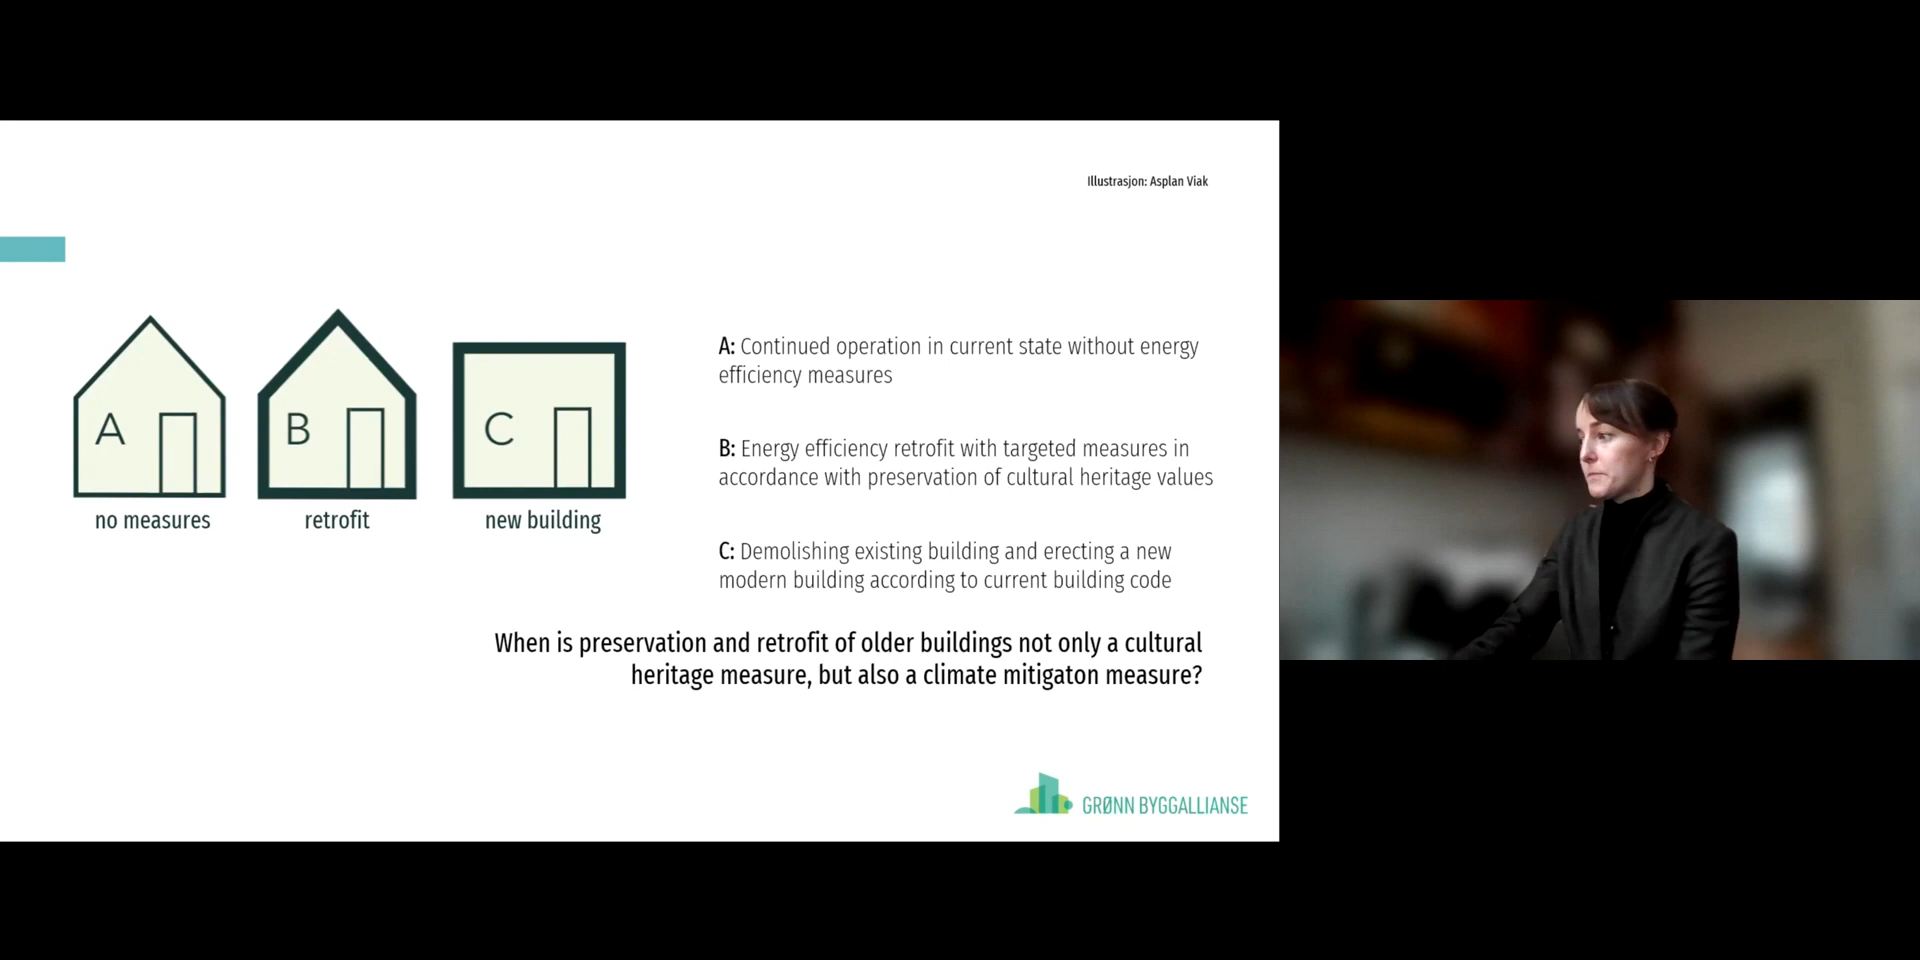 Illustrasjon: Asplan Viak
A
B
C
no measures
retrofit
new building
A: Continued operation in current state without energy
efficiency measures
B: Energy efficiency retrofit with targeted measures in
accordance with preservation of cultural heritage values
C: Demolishing existing building and erecting a new
modern building according to current building code
When is preservation and retrofit of older buildings not only a cultural
heritage measure, but also a climate mitigaton measure?
GRØNN BYGGALLIANSE